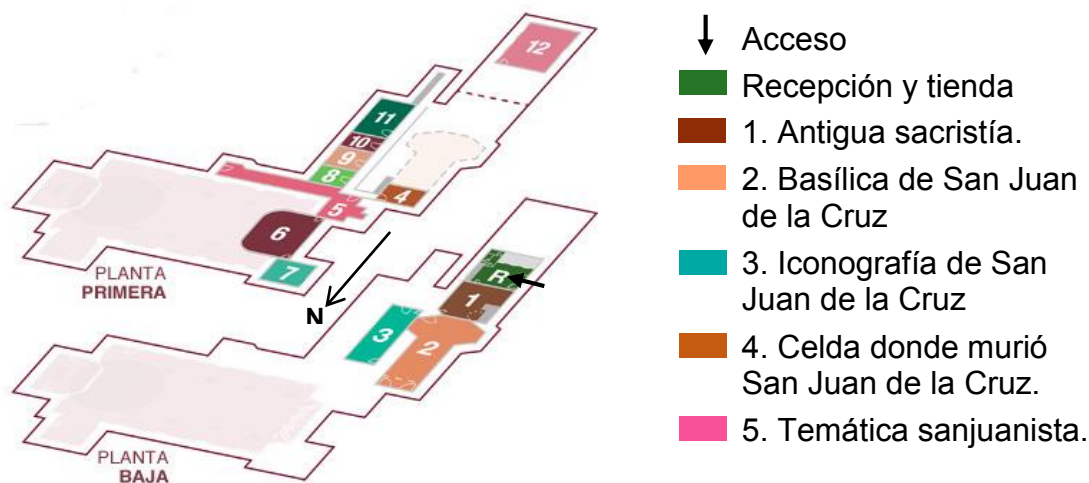 12
11
10
9
8
5
4
6
7
PLANTA
PRIMERA
N
R
1
3
2
PLANTA
BAJA
Acceso
Recepción y tienda
1. Antigua sacristía.
2. Basílica de San Juan
de la Cruz
3. Iconografía de San
Juan de la Cruz
4. Celda donde murió
San Juan de la Cruz.
5. Temática sanjuanista.